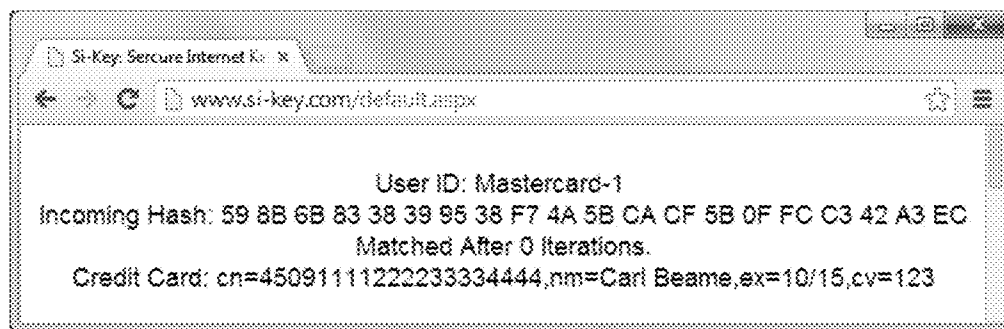 Si-Key: Sercure Internet K
www.si-key.com/default.aspx
User ID: Mastercard-1
Incoming Hash: 59 8B 6B 83 38 39 95 38 F7 4A 5B CA CF 5B 0F FC C3 42 A3 EC
Matched After 0 Iterations.
Credit Card: cn=450911111222233334444,nm=Carl Beame,ex=10/15,cv=123